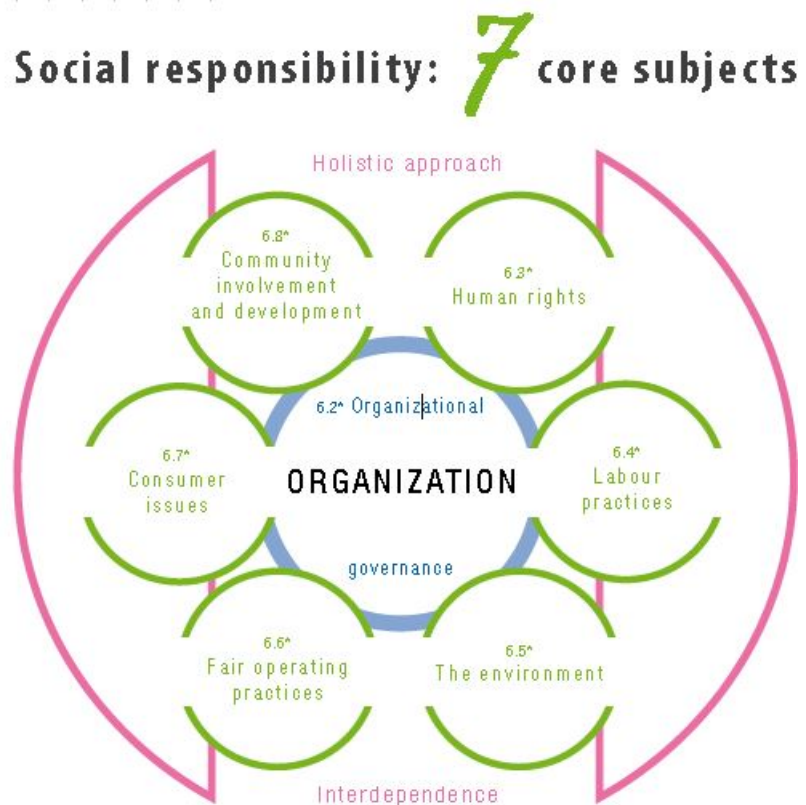 Social responsibility: 7 core subjects
Holistic approach
6.8*
Community
involvement
and development
6.3*
Human rights
6.2* Organizational
6.7*
Consumer
issues
ORGANIZATION
6.4*
Labour
practices
governance
6.6*
Fair operating
practices
6.5*
The environment
Interdependence